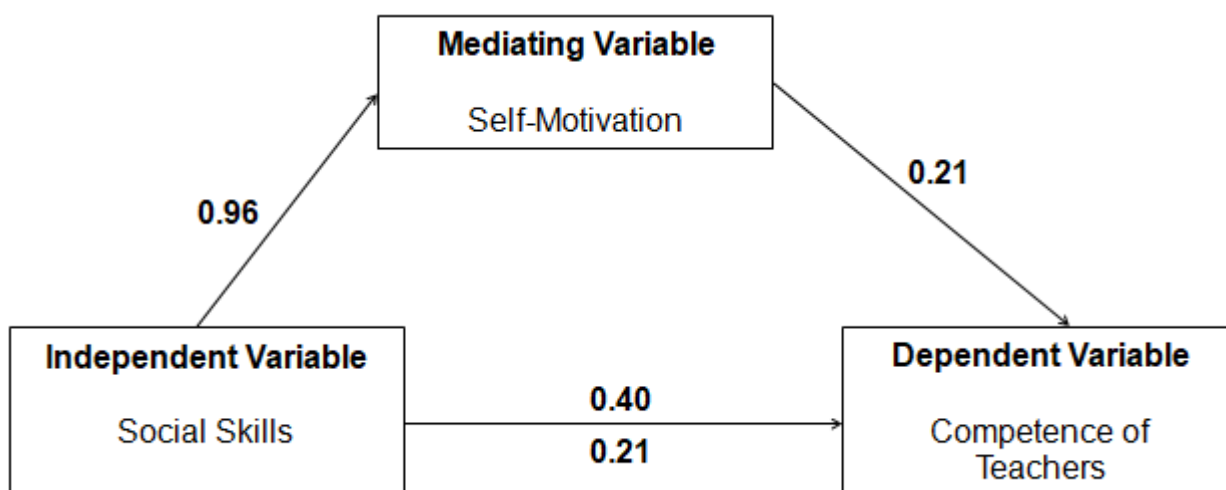 Mediating Variable
Self-Motivation
0.96
0.21
Independent Variable
Social Skills
0.40
0.21
Dependent Variable
Competence of
Teachers